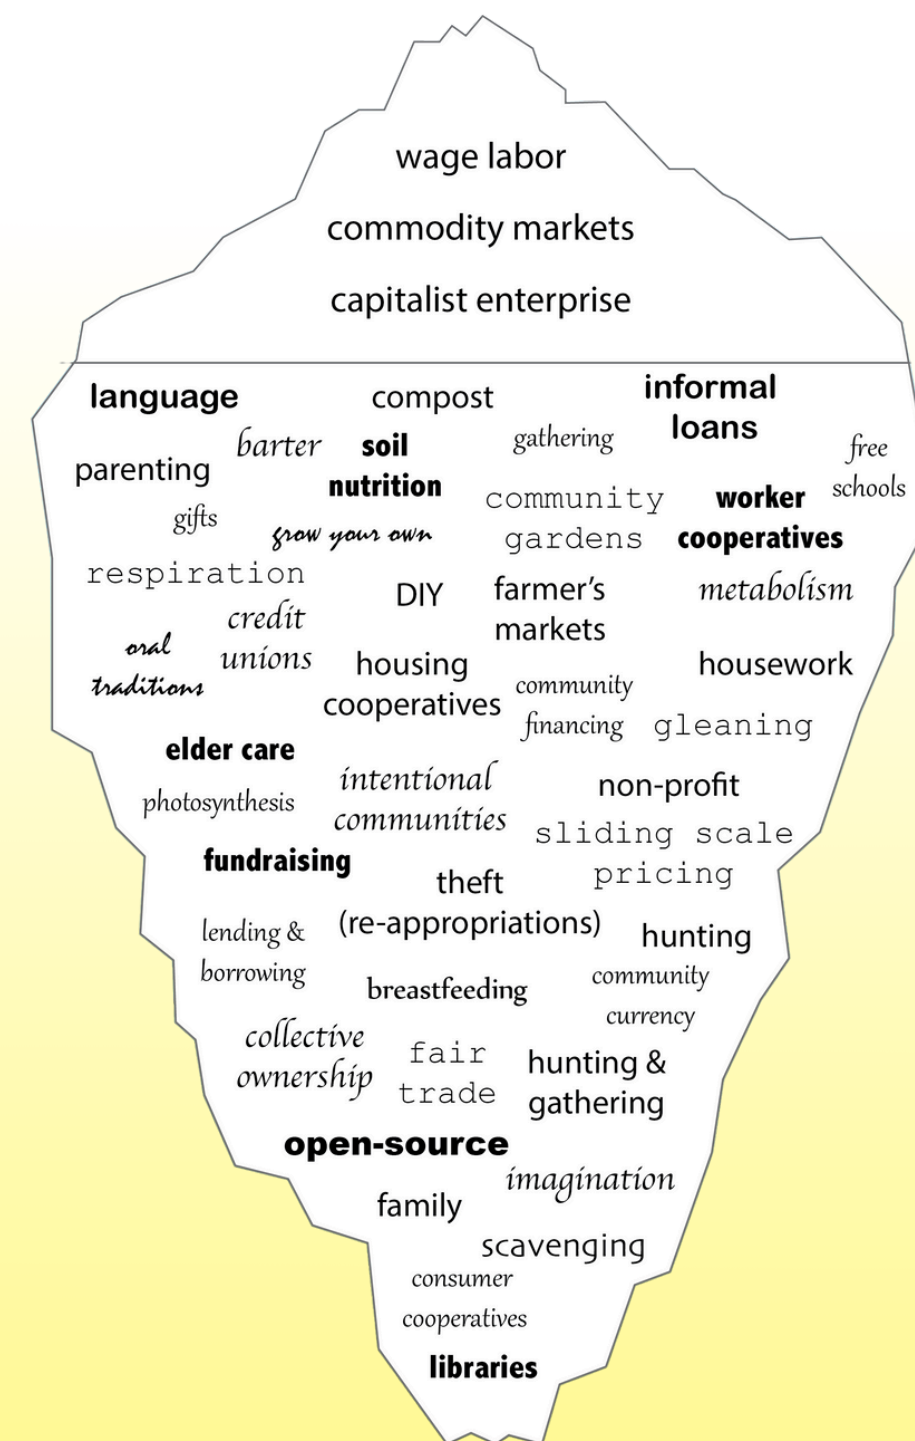 wage labor
commodity markets
capitalist enterprise
language
compost
informal
loans
barter
soil
nutrition
gathering
free
schools
parenting
gifts
grow your own
community
gardens
worker
cooperatives
respiration
DIY
farmer's
markets
metabolism
credit
unions
oral
traditions
housing
cooperatives
community
financing
housework
gleaning
elder care
photosynthesis
intentional
communities
non-profit
sliding scale
pricing
fundraising
theft
(re-appropriations)
lending &
borrowing
hunting
breastfeeding
community
currency
collective
ownership
fair
trade
hunting &
gathering
open-source
imagination
family
scavenging
consumer
cooperatives
libraries